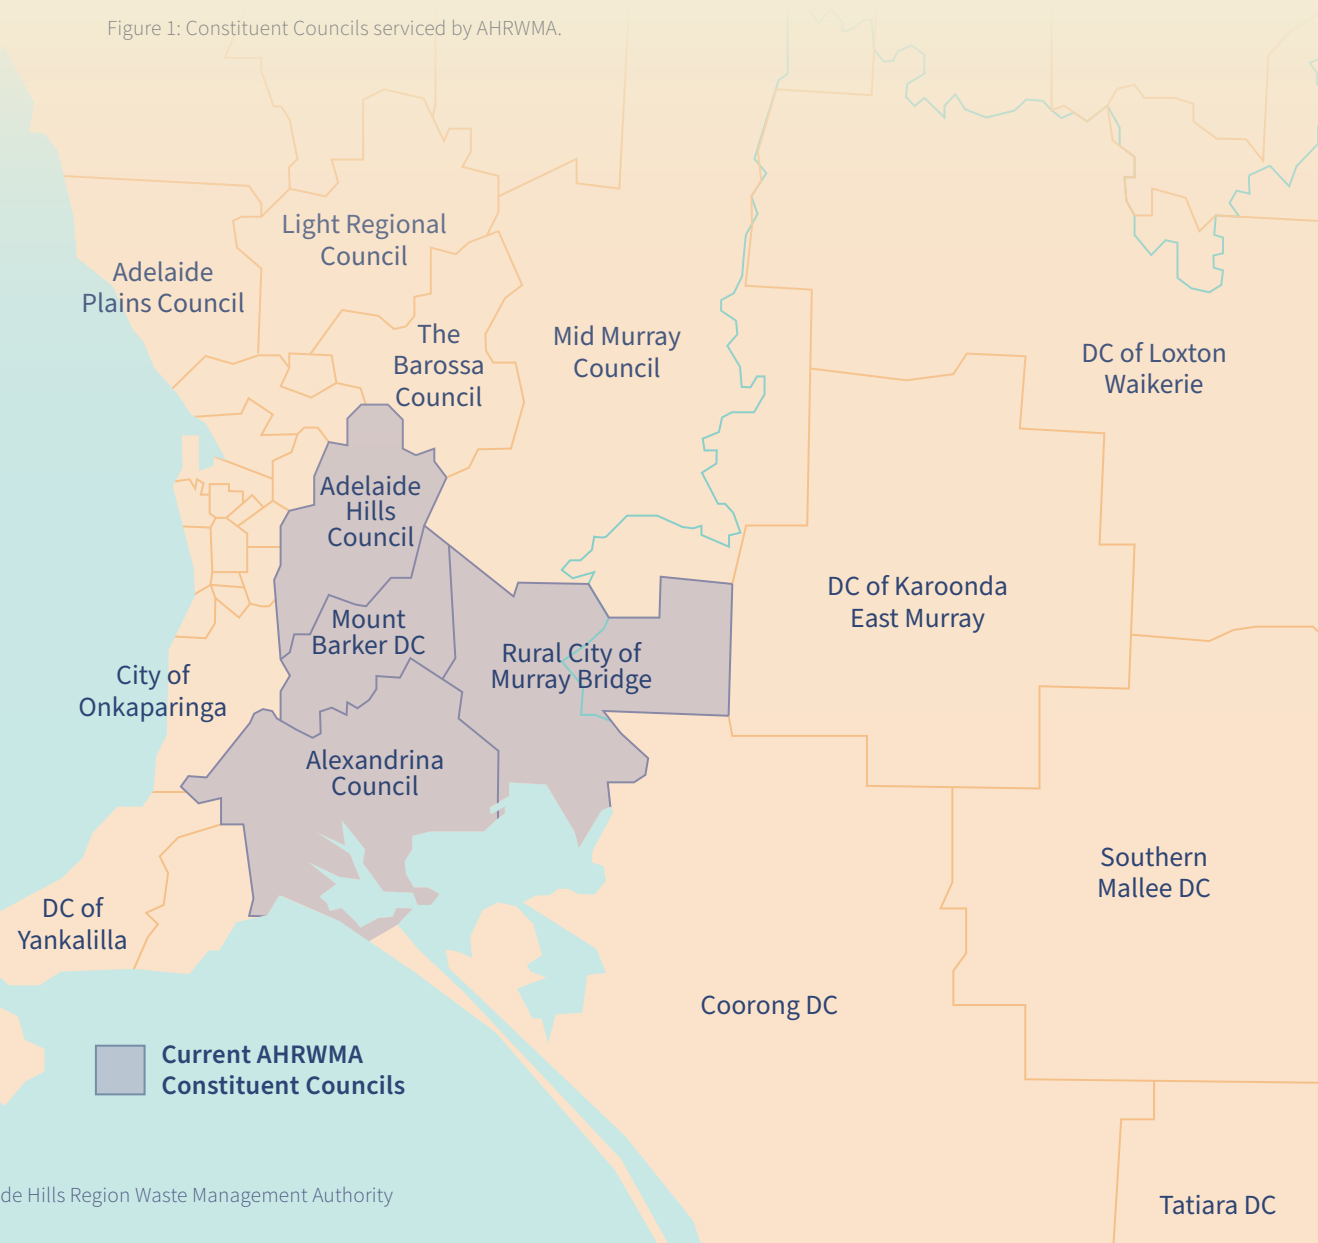 Figure 1: Constituent Councils serviced by AHRWMA.
Light Regional
Council
Adelaide
Plains Council
The
Barossa
Council
Mid Murray
Council
DC of Loxton
Waikerie
Adelaide
Hills
Council
Mount
Barker DC
Rural City of
Murray Bridge
DC of Karoonda
East Murray
City of
Onkaparinga
Alexandrina
Council
Southern
Mallee DC
DC of
Yankalilla
Coorong DC
Current AHRWMA
Constituent Councils
de Hills Region Waste Management Authority
Tatiara DC